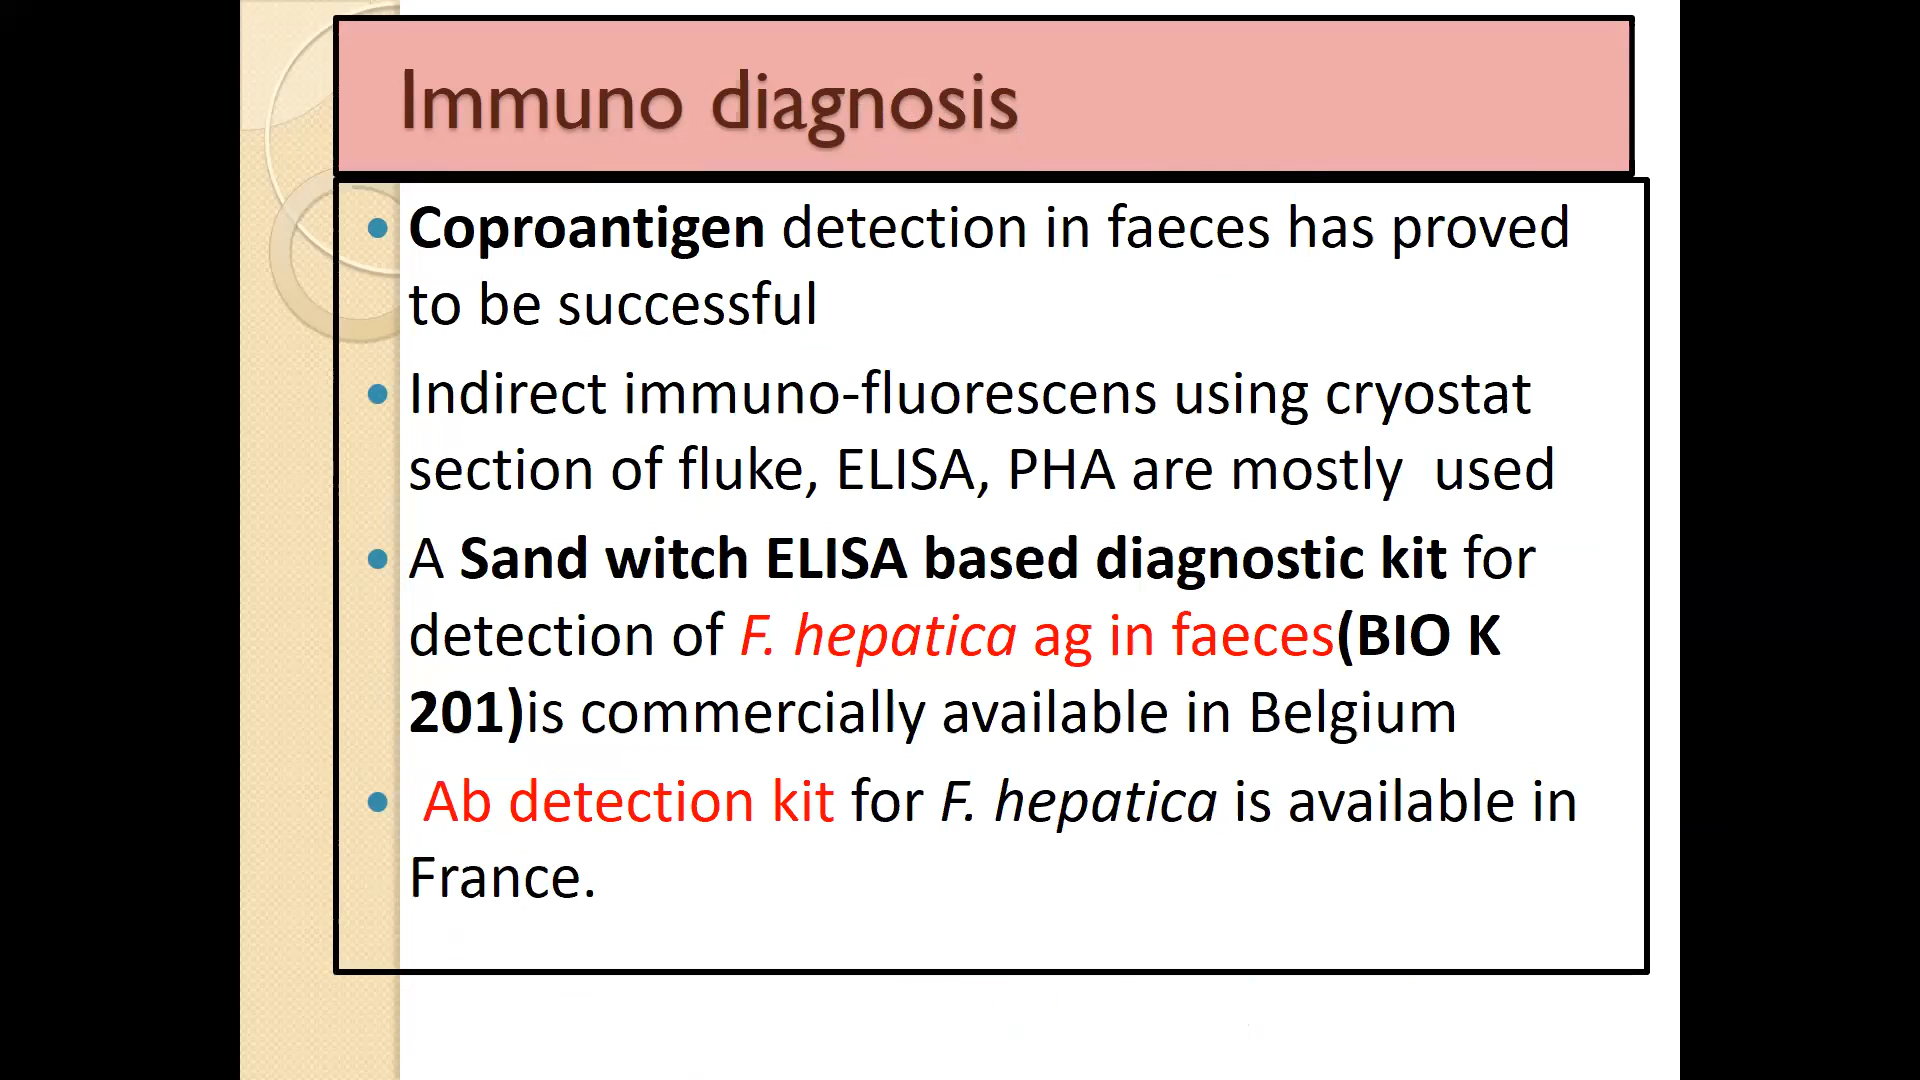 Immuno diagnosis
Coproantigen detection in faeces has proved
to be successful
Indirect immuno-fluorescens using cryostat
section of fluke, ELISA, PHA are mostly  used
A Sand witch ELISA based diagnostic kit for
detection of F. hepatica ag in faeces(BIO K
201)is commercially available in Belgium
Ab detection kit for F. hepatica is available in
France.